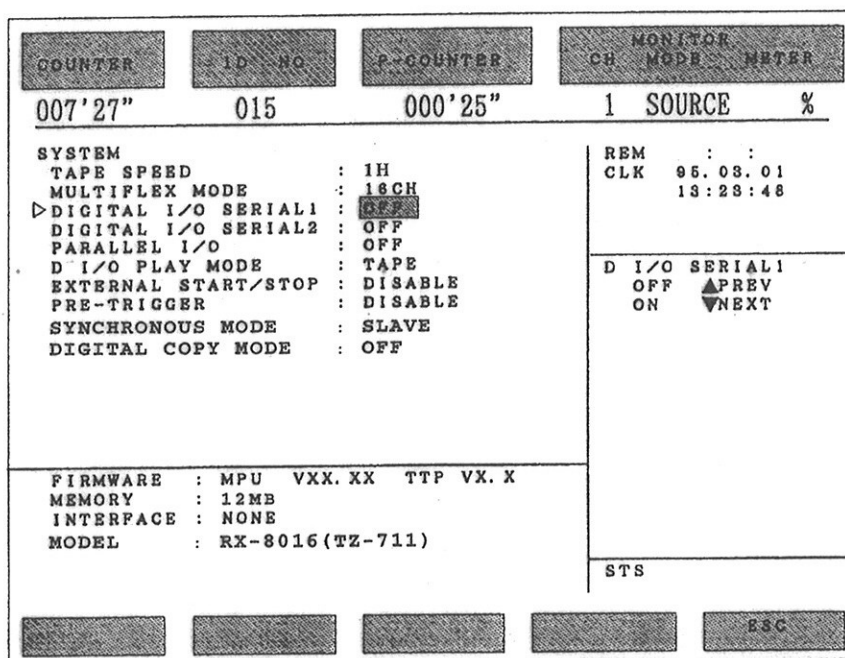 COUNTER ID NO P-COUNTER MONITOR
CH MODE METER
007'27" 015 000'25" 1 SOURCE %
SYSTEM
TAPE SPEED : 1H
MULTIFLEX MODE : 16CH
▷DIGITAL I/O SERIAL1 : OFF
DIGITAL I/O SERIAL2 : OFF
PARALLEL I/O : OFF
D I/O PLAY MODE : TAPE
EXTERNAL START/STOP : DISABLE
PRE-TRIGGER : DISABLE
SYNCHRONOUS MODE : SLAVE
DIGITAL COPY MODE : OFF
REM : :
CLK 95.03.01
13:23:48
D I/O SERIAL1
OFF ▲PREV
ON ▼NEXT
FIRMWARE : MPU VXX.XX TTP VX.X
MEMORY : 12MB
INTERFACE : NONE
MODEL : RX-8016(TZ-711)
STS
ESC